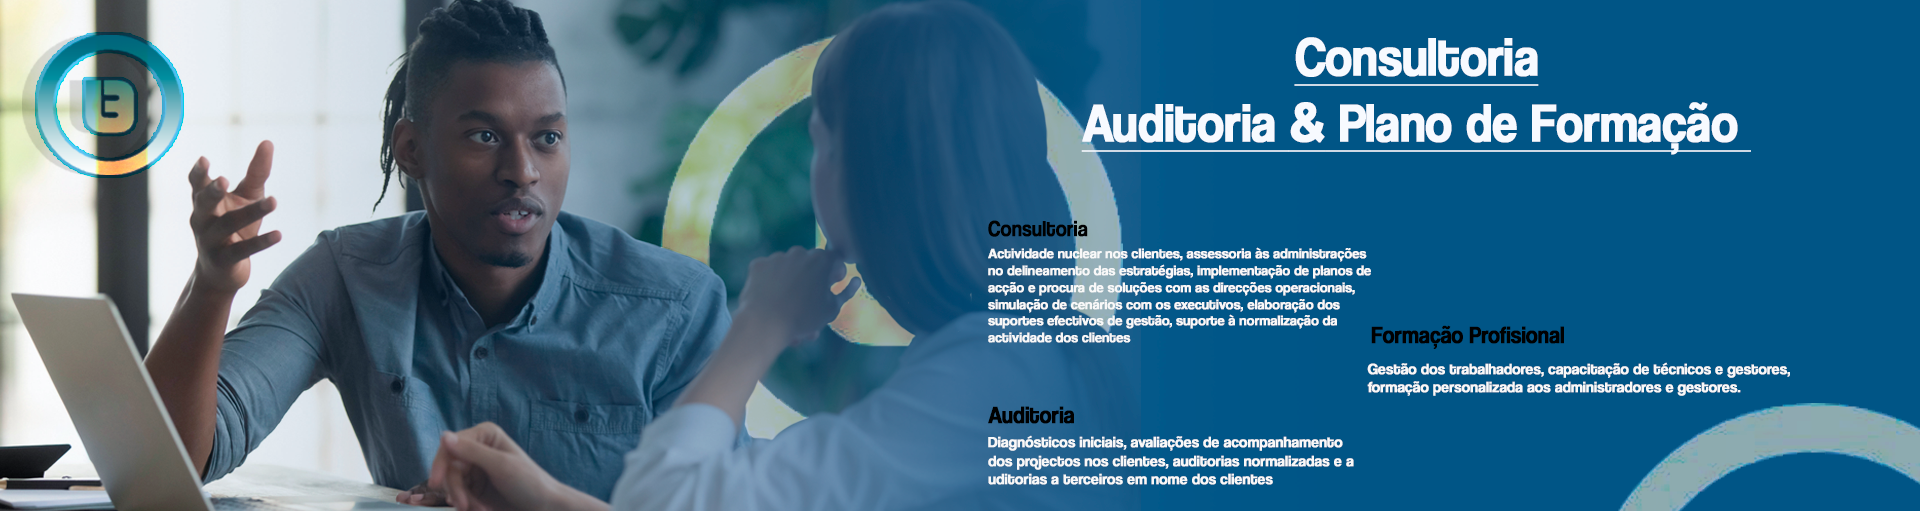 Consultoria
Auditoria & Plano de Formação
Consultoria
Actividade nuclear nos clientes, assessoria às administrações
no delineamento das estratégias, implementação de planos de
acção e procura de soluções com as direcções operacionais,
simulação de cenários com os executivos, elaboração dos
suportes efectivos de gestão, suporte à normalização da
actividade dos clientes
Formação Profisional
Gestão dos trabalhadores, capacitação de técnicos e gestores,
formação personalizada aos administradores e gestores.
Auditoria
Diagnósticos iniciais, avaliações de acompanhamento
dos projectos nos clientes, auditorias normalizadas e a
uditorias a terceiros em nome dos clientes